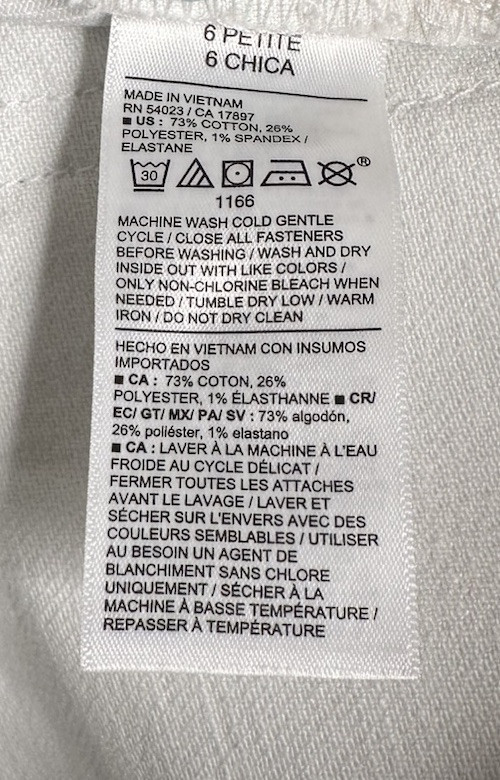 6 PETITE
6 CHICA
MADE IN VIETNAM
RN 54023 / CA 17897
■ US : 73% COTTON, 26%
POLYESTER, 1% SPANDEX /
ELASTANE
30
®
1166
MACHINE WASH COLD GENTLE
CYCLE / CLOSE ALL FASTENERS
BEFORE WASHING / WASH AND DRY
INSIDE OUT WITH LIKE COLORS /
ONLY NON-CHLORINE BLEACH WHEN
NEEDED / TUMBLE DRY LOW / WARM
IRON / DO NOT DRY CLEAN
HECHO EN VIETNAM CON INSUMOS
IMPORTADOS
■ CA : 73% COTON, 26%
POLYESTER, 1% ÉLASTHANNE ■ CR/
EC/ GT/ MX/ PA/ SV : 73% algodón,
26% poliéster, 1% elastano
■ CA : LAVER À LA MACHINE À L'EAU
FROIDE AU CYCLE DÉLICAT /
FERMER TOUTES LES ATTACHES
AVANT LE LAVAGE / LAVER ET
SÉCHER SUR L'ENVERS AVEC DES
COULEURS SEMBLABLES / UTILISER
AU BESOIN UN AGENT DE
BLANCHIMENT SANS CHLORE
UNIQUEMENT / SÉCHER À LA
MACHINE À BASSE TEMPÉRATURE /
REPASSER À TEMPÉRATURE